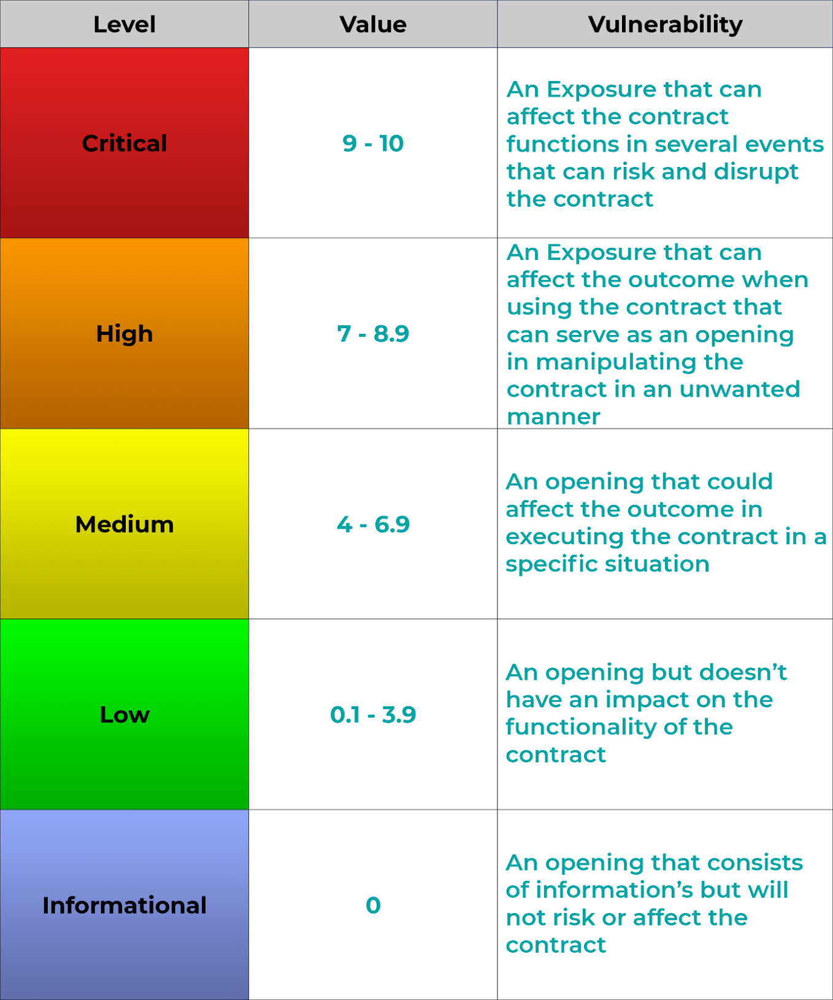 Level
Value
Vulnerability
Critical
9 - 10
An Exposure that can
affect the contract
functions in several events
that can risk and disrupt
the contract
High
7 - 8.9
An Exposure that can
affect the outcome when
using the contract that
can serve as an opening
in manipulating the
contract in an unwanted
manner
Medium
4 - 6.9
An opening that could
affect the outcome in
executing the contract in a
specific situation
Low
0.1 - 3.9
An opening but doesn’t
have an impact on the
functionality of the
contract
Informational
0
An opening that consists
of information’s but will
not risk or affect the
contract